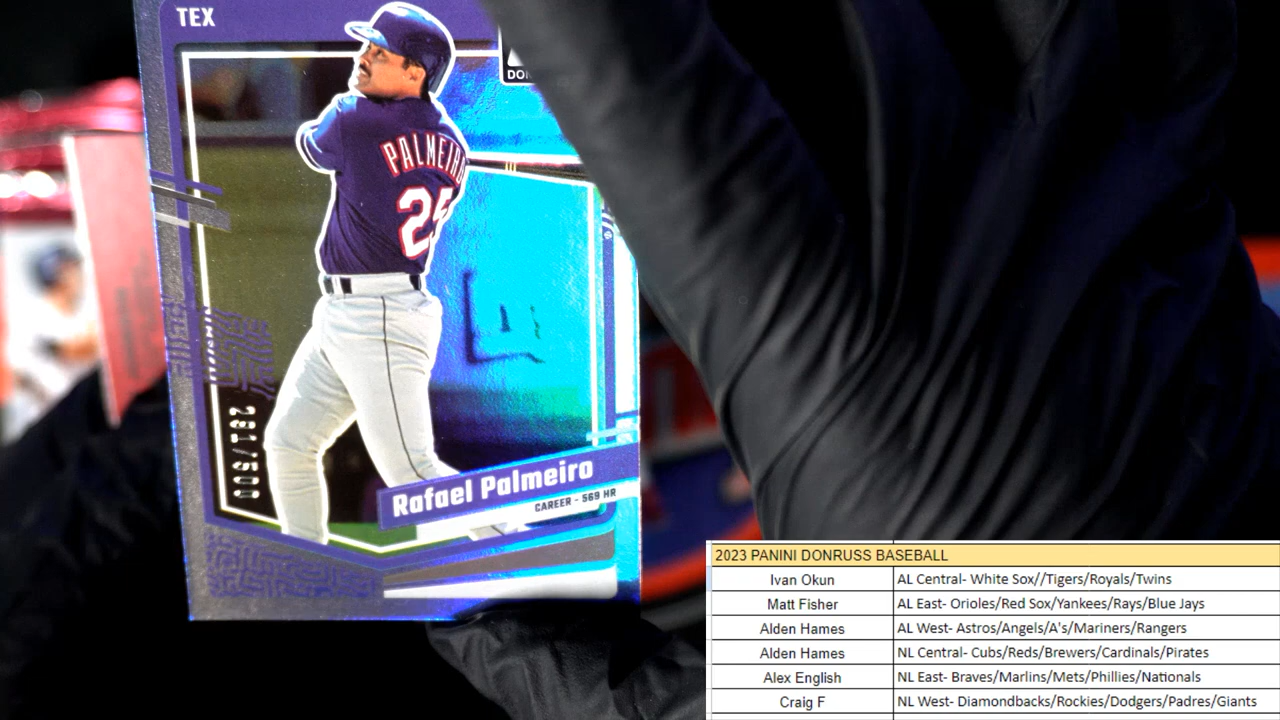 TEX
PALMEIRO
25
281/500
Rafael Palmeiro
CAREER - 569 HR
2023 PANINI DONRUSS BASEBALL
Ivan Okun AL Central- White Sox//Tigers/Royals/Twins
Matt Fisher AL East- Orioles/Red Sox/Yankees/Rays/Blue Jays
Alden Hames AL West- Astros/Angels/A's/Mariners/Rangers
Alden Hames NL Central- Cubs/Reds/Brewers/Cardinals/Pirates
Alex English NL East- Braves/Marlins/Mets/Phillies/Nationals
Craig F NL West- Diamondbacks/Rockies/Dodgers/Padres/Giants